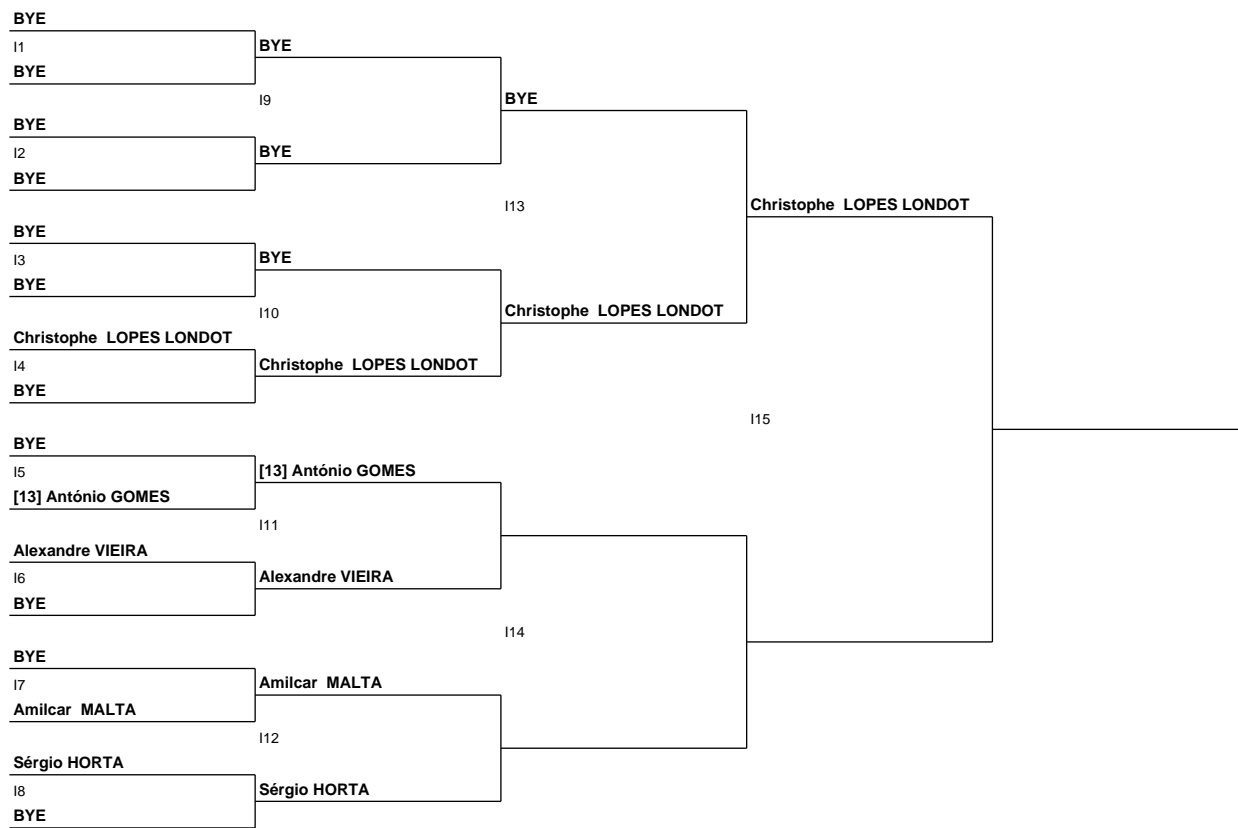 BYE
I1
BYE
BYE
I9
BYE
BYE
I2
BYE
BYE
I13
Christophe  LOPES LONDOT
BYE
I3
BYE
BYE
I10
Christophe  LOPES LONDOT
Christophe  LOPES LONDOT
I4
Christophe  LOPES LONDOT
BYE
I15
BYE
I5
[13] António GOMES
[13] António GOMES
I11
Alexandre VIEIRA
I6
Alexandre VIEIRA
BYE
I14
BYE
I7
Amilcar  MALTA
Amilcar  MALTA
I12
Sérgio HORTA
I8
Sérgio HORTA
BYE